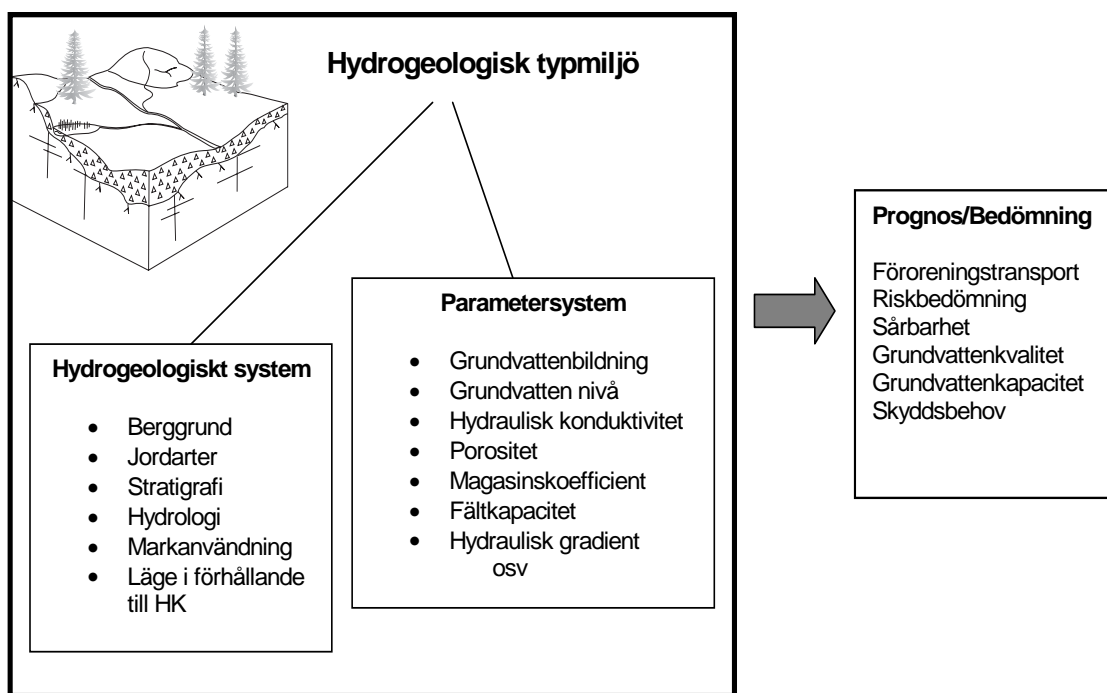 Hydrogeologisk typmiljö
Hydrogeologiskt system
• Berggrund
• Jordarter
• Stratigrafi
• Hydrologi
• Markanvändning
• Läge i förhållande
till HK
Parametersystem
• Grundvattenbildning
• Grundvatten nivå
• Hydraulisk konduktivitet
• Porositet
• Magasinskoefficient
• Fältkapacitet
• Hydraulisk gradient
osv
Prognos/Bedömning
Föroreningstransport
Riskbedömning
Sårbarhet
Grundvattenkvalitet
Grundvattenkapacitet
Skyddsbehov